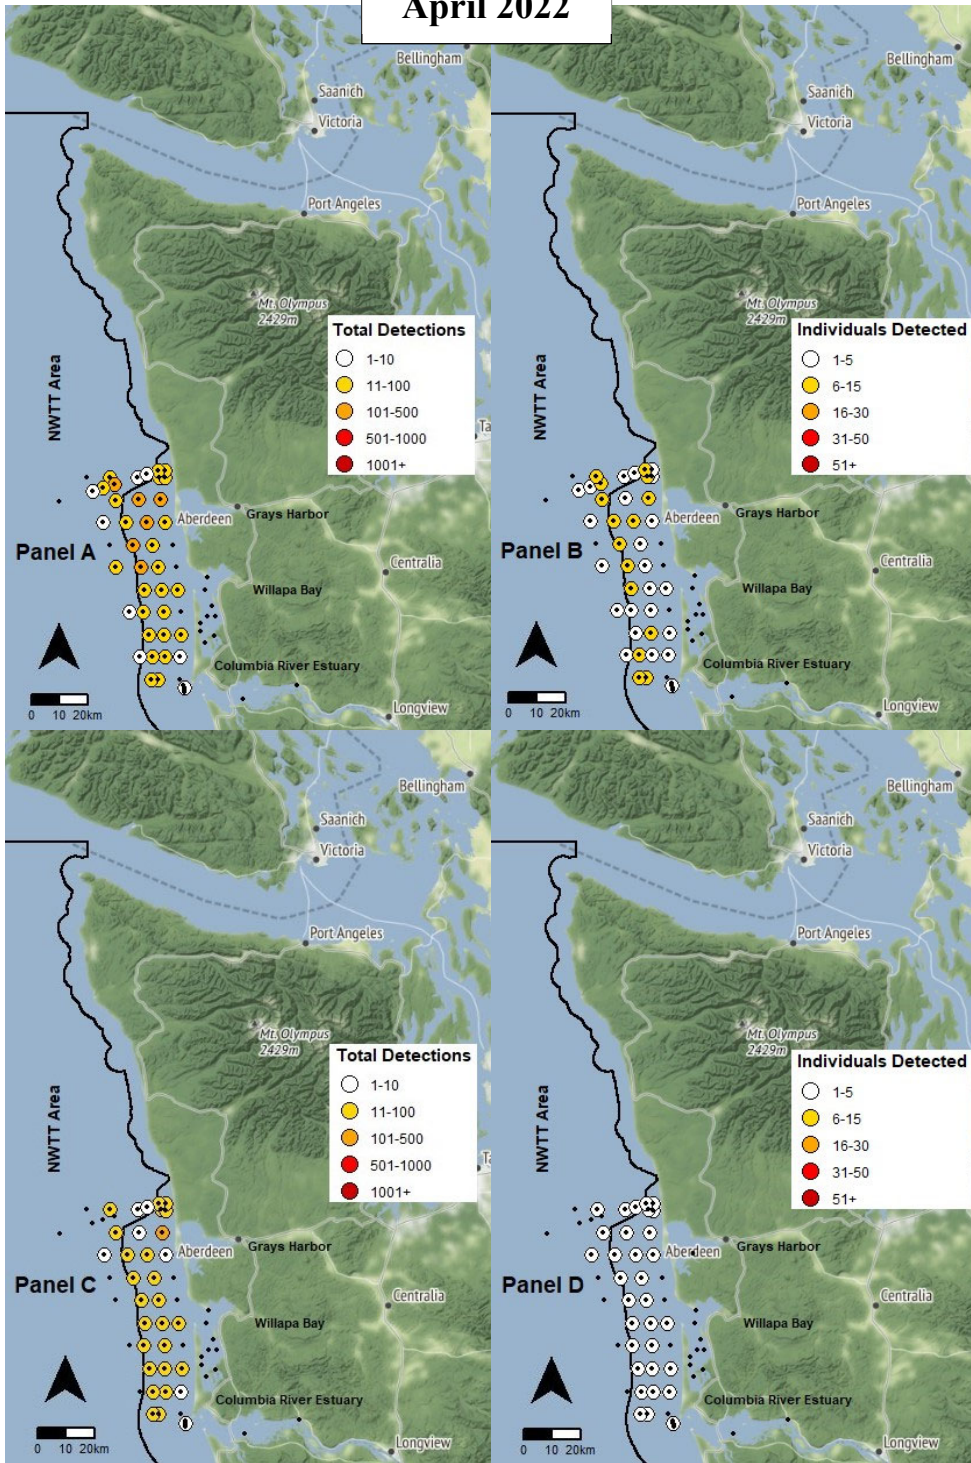 April 2022
Bellingham
Saanich
Victoria
Port Angeles
Mt. Olympus
2429m
Total Detections
1-10
11-100
101-500
501-1000
1001+
NWTT Area
Ta
Aberdeen
Grays Harbor
Panel A
Centralia
Willapa Bay
Columbia River Estuary
0 10 20km
Longview
Bellingham
Saanich
Victoria
Port Angeles
Mt. Olympus
2429m
Individuals Detected
1-5
6-15
16-30
31-50
51+
NWTT Area
Aberdeen
Grays Harbor
Panel B
Centralia
Willapa Bay
Columbia River Estuary
0 10 20km
Longview
Bellingham
Saanich
Victoria
Port Angeles
Mt. Olympus
2429m
Total Detections
1-10
11-100
101-500
501-1000
1001+
NWTT Area
Ta
Aberdeen
Grays Harbor
Panel C
Centralia
Willapa Bay
Columbia River Estuary
0 10 20km
Longview
Bellingham
Saanich
Victoria
Port Angeles
Mt. Olympus
2429m
Individuals Detected
1-5
6-15
16-30
31-50
51+
NWTT Area
Aberdeen
Grays Harbor
Panel D
Centralia
Willapa Bay
Columbia River Estuary
0 10 20km
Longview